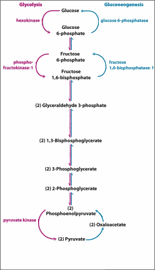 Glycolysis
Gluconeogenesis
Glucose
hexokinase
glucose 6-phosphatase
Glucose
6-phosphate
Fructose
6-phosphate
phospho-
fructokinase-1
fructose
1,6-bisphosphatase-1
Fructose
1,6-bisphosphate
(2) Glyceraldehyde 3-phosphate
(2) 1,3-Bisphosphoglycerate
(2) 3-Phosphoglycerate
(2) 2-Phosphoglycerate
(2)
Phosphoenolpyruvate
pyruvate kinase
(2) Oxaloacetate
(2) Pyruvate